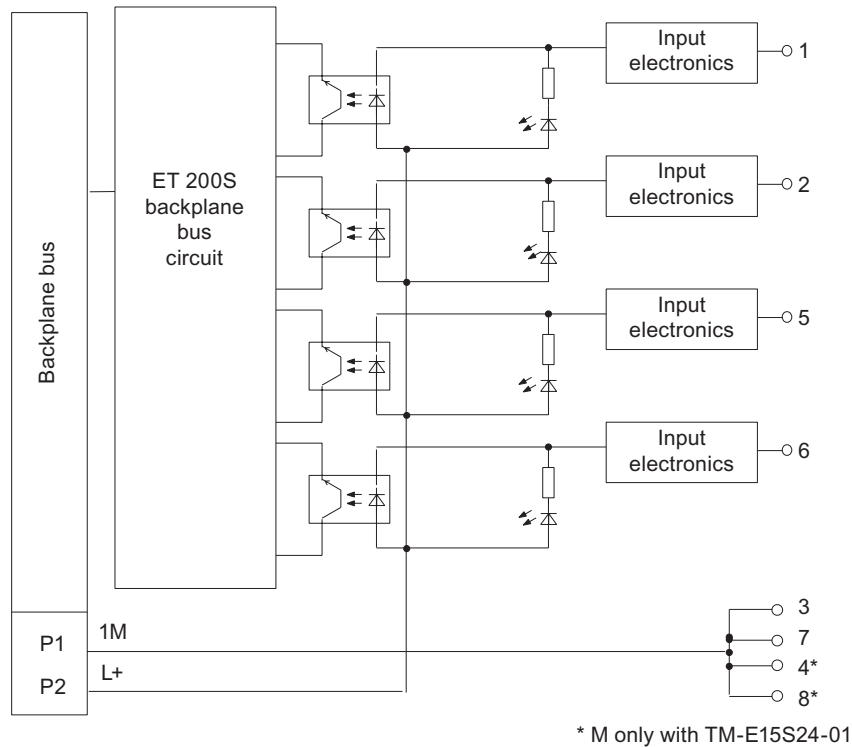 Input
electronics
1
ET 200S
backplane
bus
circuit
Input
electronics
2
Backplane bus
Input
electronics
5
Input
electronics
6
P1
1M
P2
L+
3
7
4*
8*
* M only with TM-E15S24-01